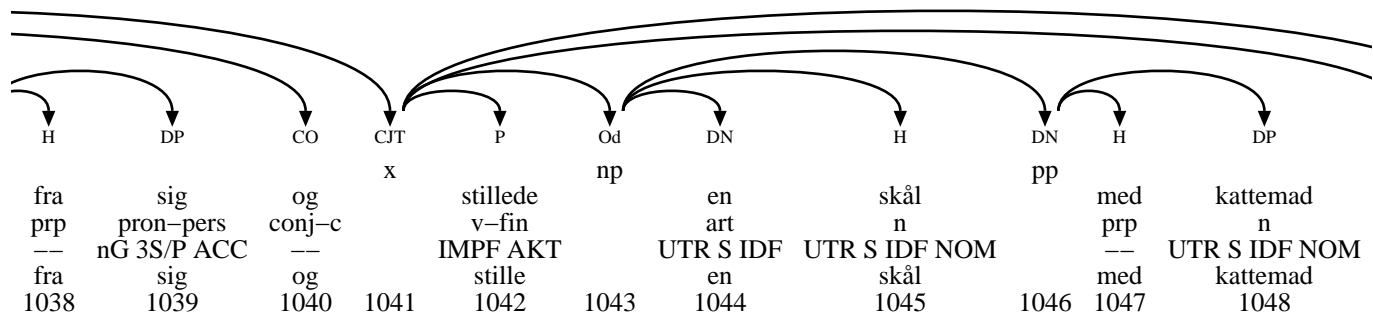 H DP CO CJT P Od DN H DN H DP
x np pp
fra sig og stillede en skål med kattemad
prp pron−pers conj−c v−fin art n prp n
−− nG 3S/P ACC −− IMPF AKT UTR S IDF UTR S IDF NOM −− UTR S IDF NOM
fra sig og stille en skål med kattemad
1038 1039 1040 1041 1042 1043 1044 1045 1046 1047 1048